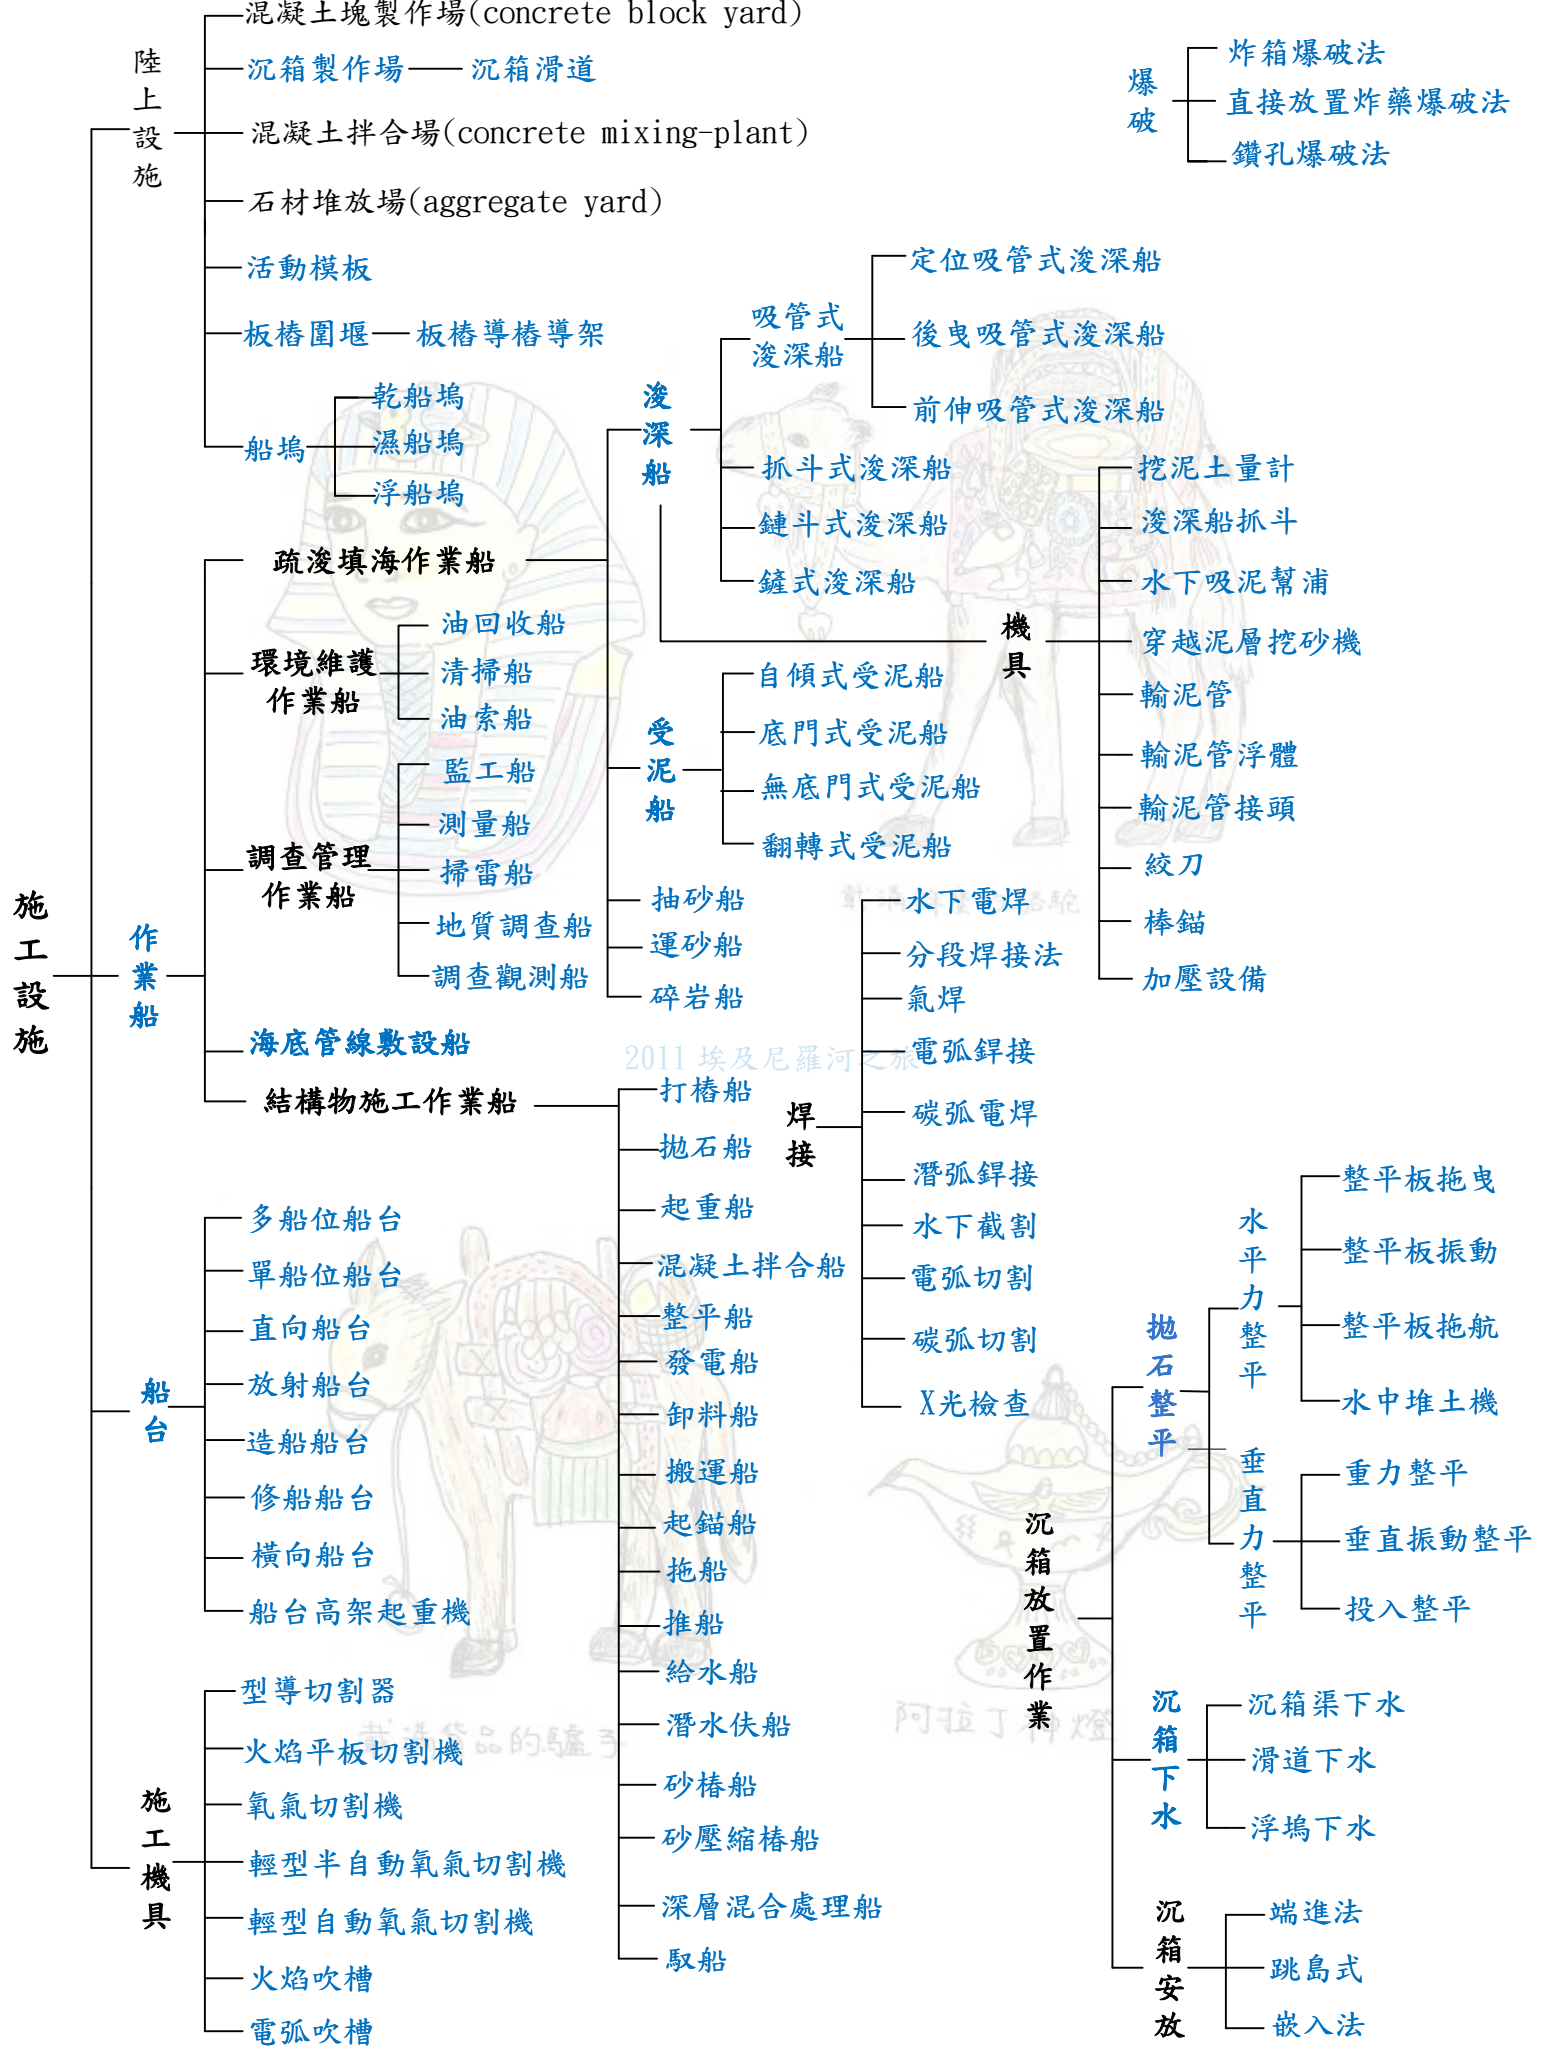 施工設施
陸上設施
混凝土塊製作場(concrete block yard)
沉箱製作場
沉箱滑道
混凝土拌合場(concrete mixing-plant)
石材堆放場(aggregate yard)
活動模板
板樁圍堰
板樁導樁導架
船塢
乾船塢
濕船塢
浮船塢
作業船
疏浚填海作業船
浚深船
吸管式
浚深船
定位吸管式浚深船
後曳吸管式浚深船
前伸吸管式浚深船
抓斗式浚深船
鏈斗式浚深船
鏟式浚深船
機具
挖泥土量計
浚深船抓斗
水下吸泥幫浦
穿越泥層挖砂機
輸泥管
輸泥管浮體
輸泥管接頭
絞刀
棒錨
加壓設備
受泥船
自傾式受泥船
底門式受泥船
無底門式受泥船
翻轉式受泥船
抽砂船
運砂船
碎岩船
環境維護
作業船
油回收船
清掃船
油索船
調查管理
作業船
監工船
測量船
掃雷船
地質調查船
調查觀測船
海底管線敷設船
結構物施工作業船
打樁船
拋石船
起重船
混凝土拌合船
整平船
發電船
卸料船
搬運船
起錨船
拖船
推船
給水船
潛水伕船
砂樁船
砂壓縮樁船
深層混合處理船
馭船
船台
多船位船台
單船位船台
直向船台
放射船台
造船船台
修船船台
橫向船台
船台高架起重機
施工機具
型導切割器
火焰平板切割機
氧氣切割機
輕型半自動氧氣切割機
輕型自動氧氣切割機
火焰吹槽
電弧吹槽
爆破
炸箱爆破法
直接放置炸藥爆破法
鑽孔爆破法
焊接
水下電焊
分段焊接法
氣焊
電弧銲接
碳弧電焊
潛弧銲接
水下截割
電弧切割
碳弧切割
X光檢查
沉箱放置作業
拋石整平
水平力整平
整平板拖曳
整平板振動
整平板拖航
水中堆土機
垂直力整平
重力整平
垂直振動整平
投入整平
沉箱下水
沉箱渠下水
滑道下水
浮塢下水
沉箱安放
端進法
跳島式
嵌入法
2011 埃及尼羅河之旅
載滿貨品的驢子
阿拉丁神燈